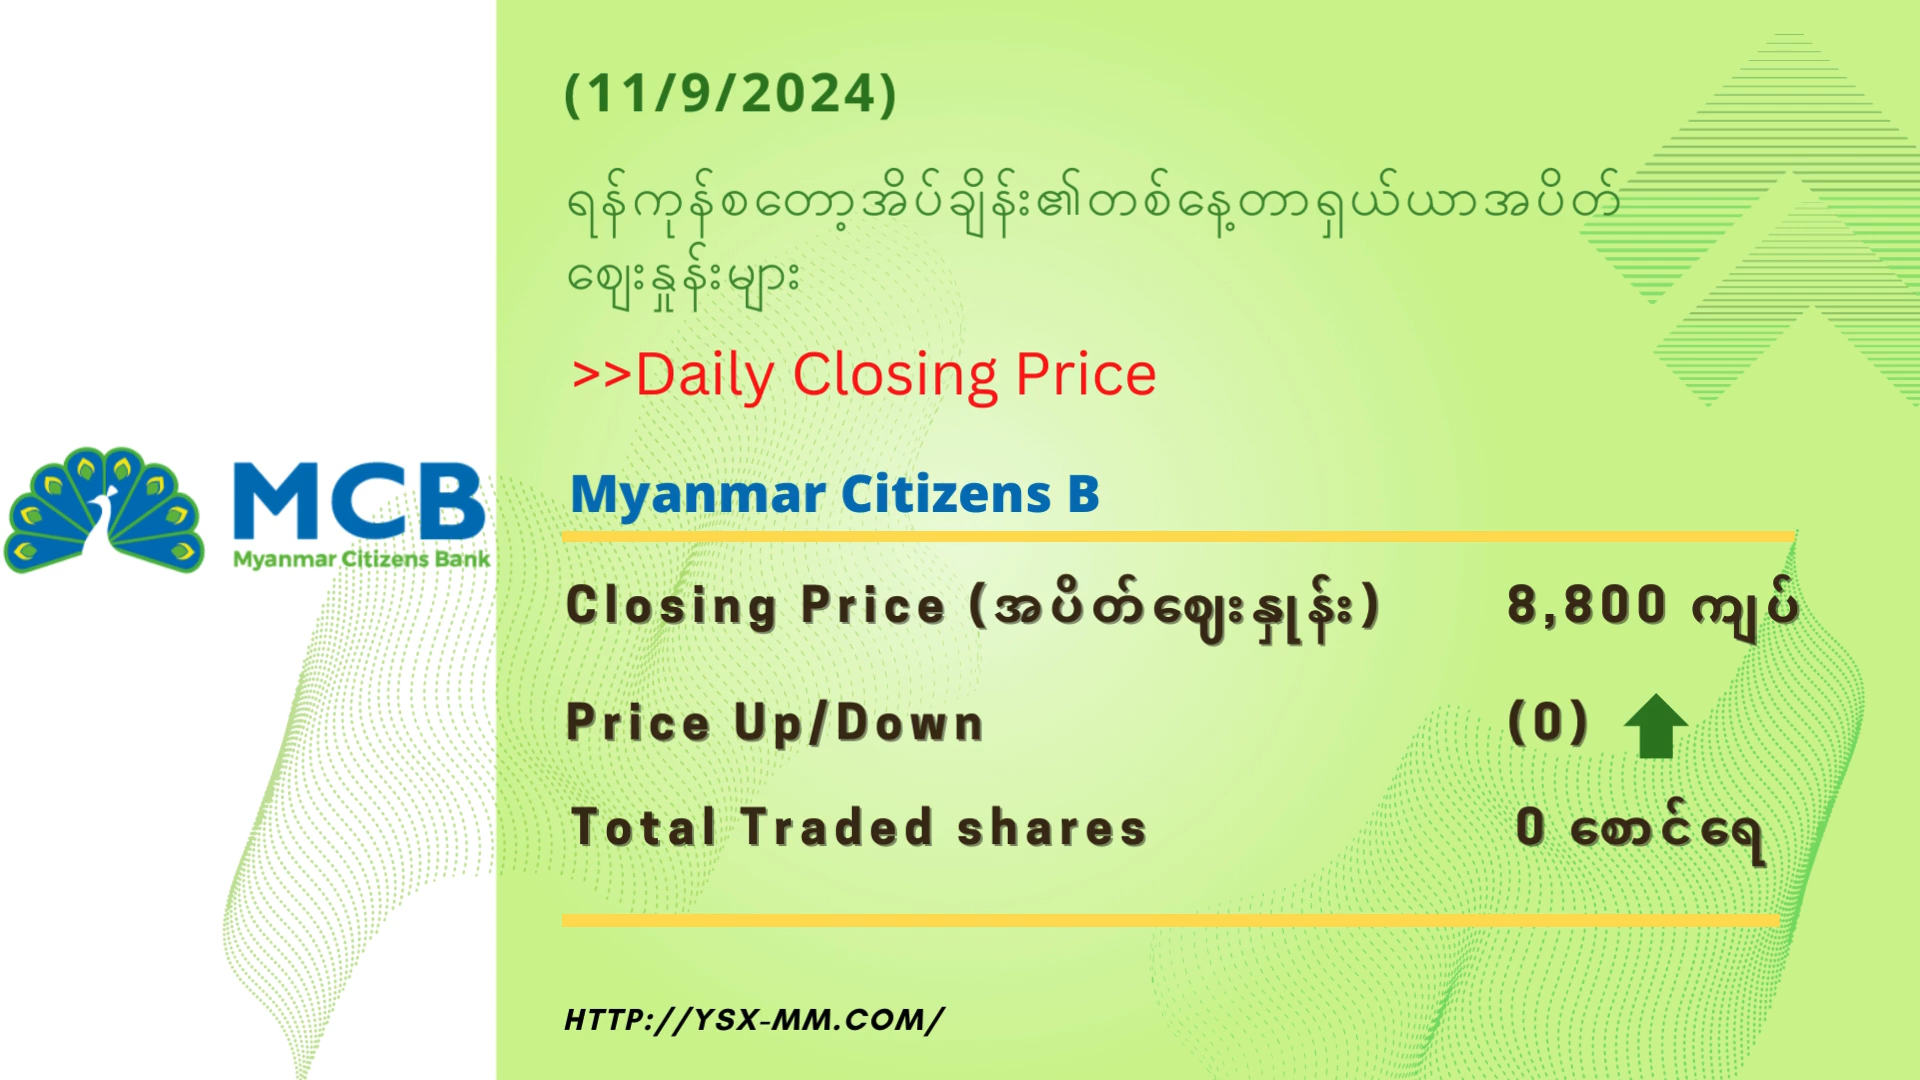 (11/9/2024)
ရန်ကုန်စတော့အိပ်ချိန်း၏တစ်နေ့တာရှယ်ယာအပိတ်
ဈေးနှုန်းများ
>>Daily Closing Price
MCB
Myanmar Citizens Bank
Myanmar Citizens B
Closing Price (အပိတ်ဈေးနှုန်း) 8,800 ကျပ်
Price Up/Down (0)
Total Traded shares 0 စောင်ရေ
HTTP://YSX-MM.COM/